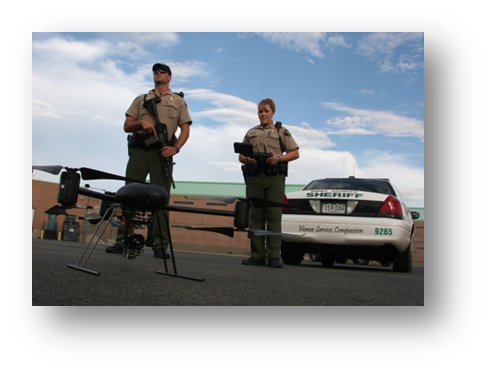 SHERIFF
Honor, Service, Compassion
9265